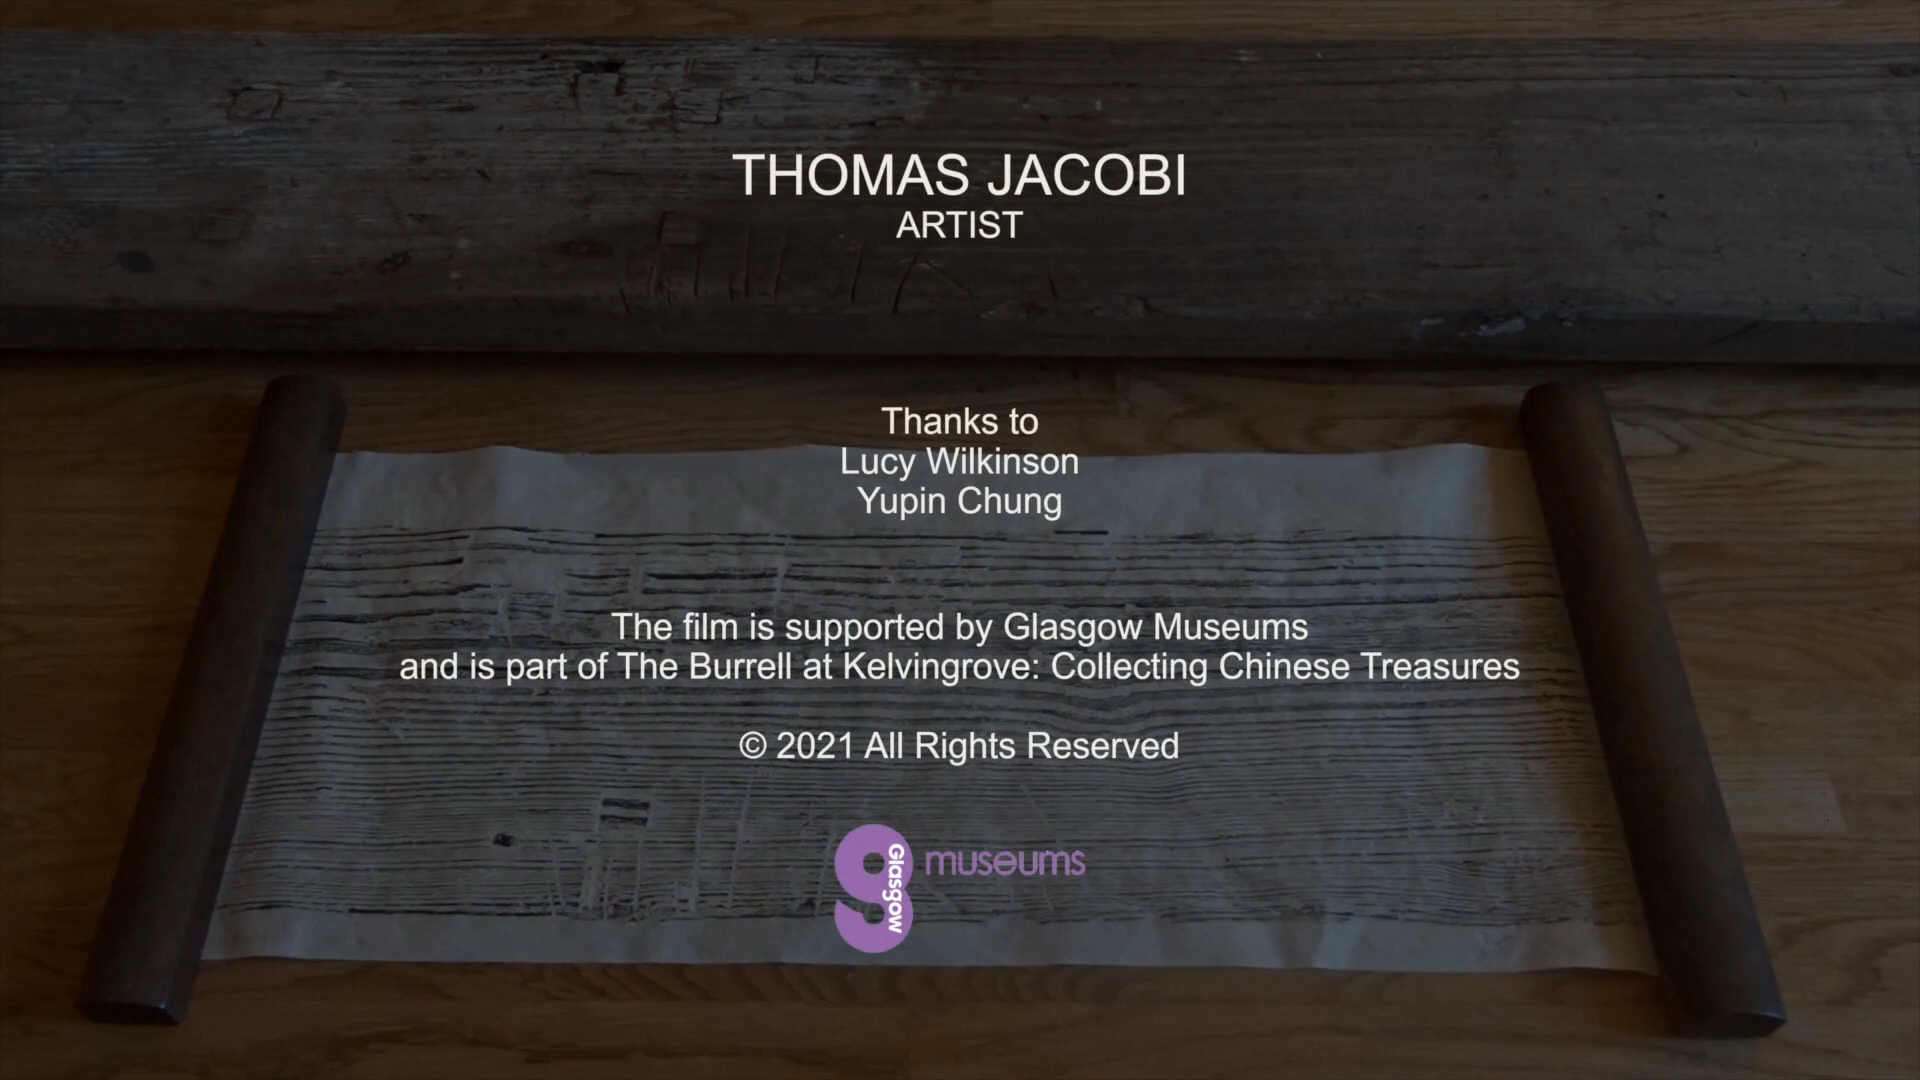 THOMAS JACOBI
ARTIST
Thanks to
Lucy Wilkinson
Yupin Chung
The film is supported by Glasgow Museums
and is part of The Burrell at Kelvingrove: Collecting Chinese Treasures
© 2021 All Rights Reserved
Glasgow
museums